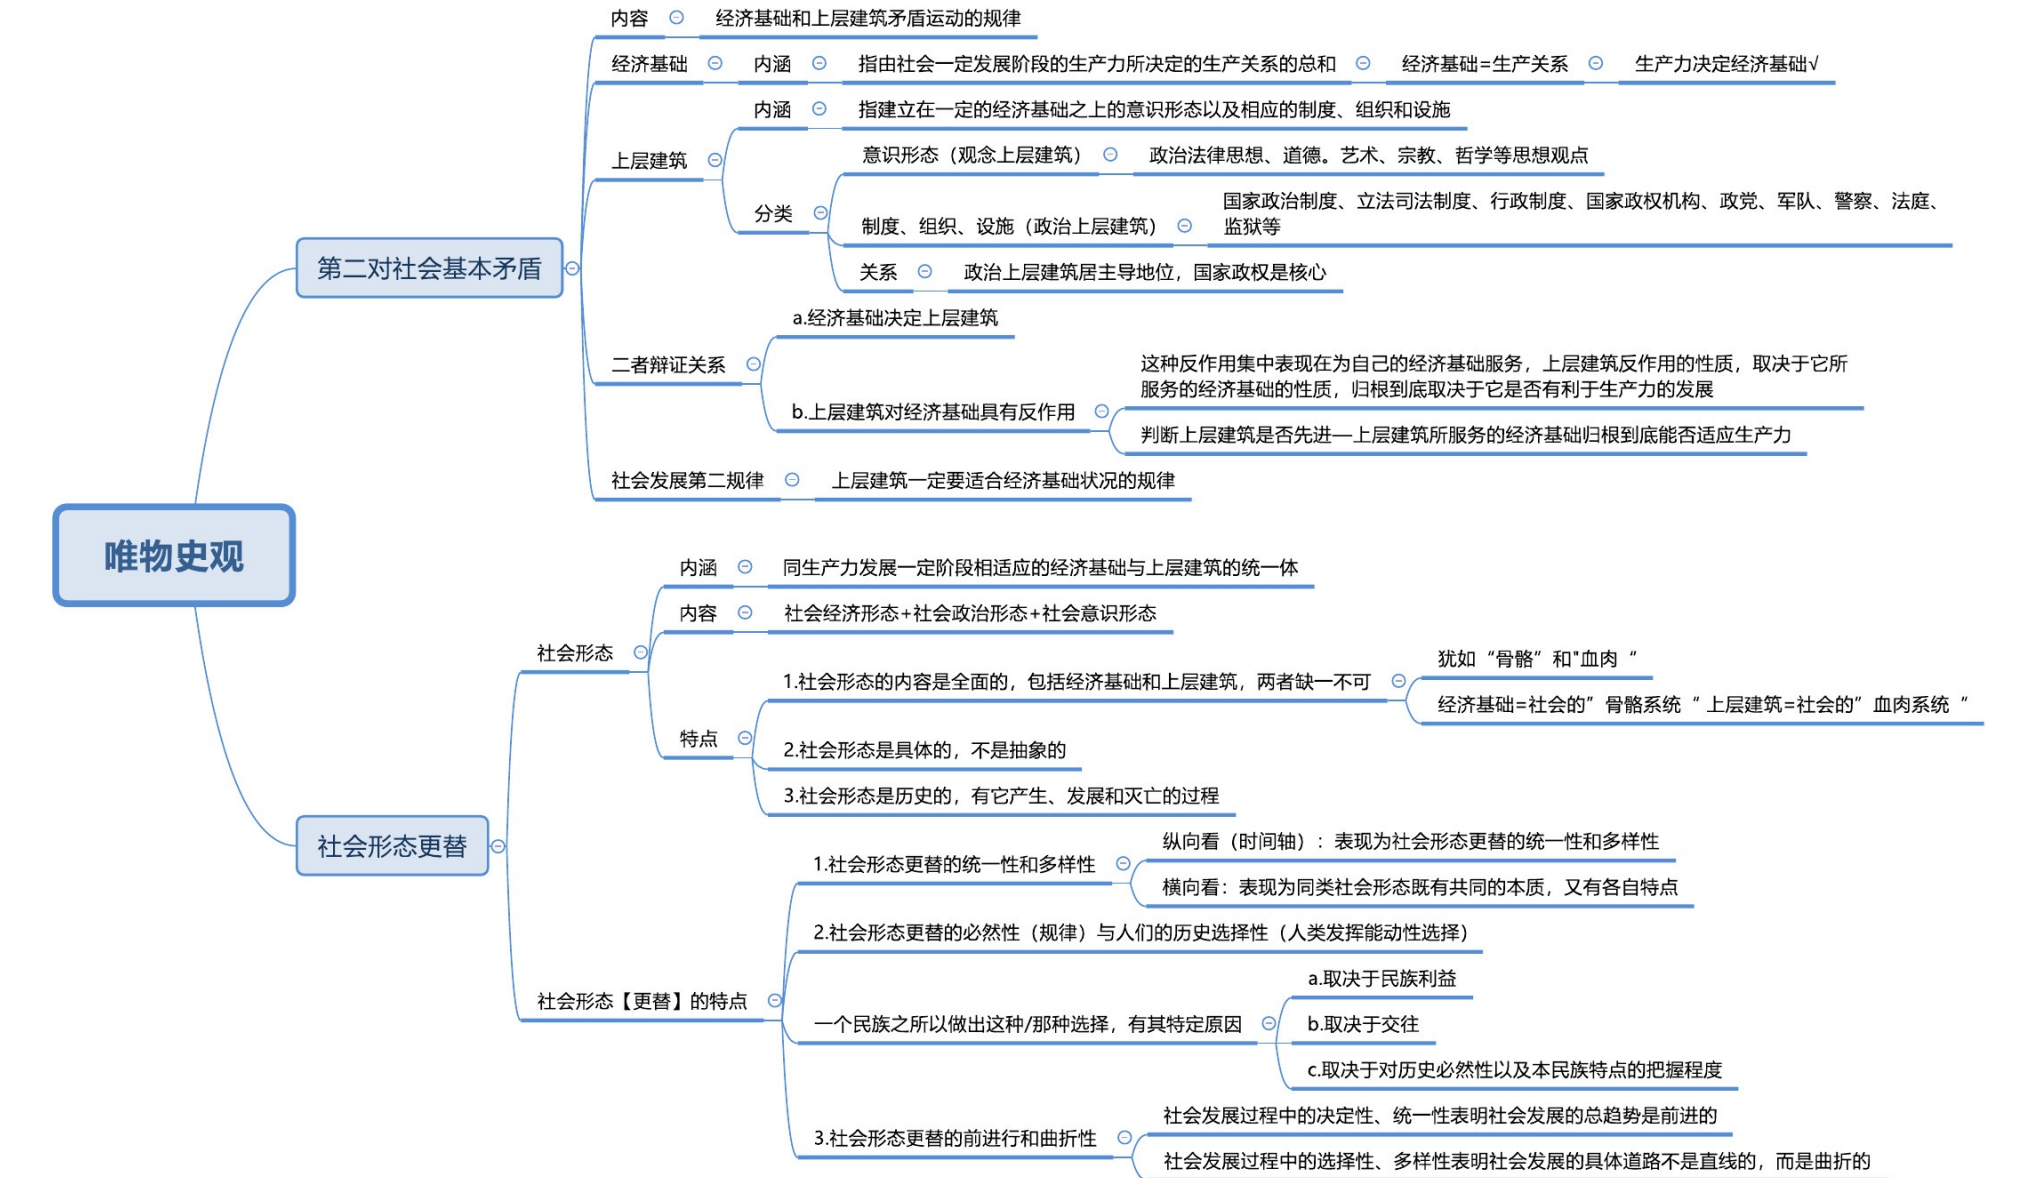 内容
经济基础和上层建筑矛盾运动的规律
经济基础
内涵
指由社会一定发展阶段的生产力所决定的生产关系的总和
经济基础=生产关系
生产力决定经济基础√
内涵
指建立在一定的经济基础之上的意识形态以及相应的制度、组织和设施
上层建筑
意识形态（观念上层建筑）
政治法律思想、道德。艺术、宗教、哲学等思想观点
分类
国家政治制度、立法司法制度、行政制度、国家政权机构、政党、军队、警察、法庭、
监狱等
制度、组织、设施（政治上层建筑）
关系
政治上层建筑居主导地位，国家政权是核心
第二对社会基本矛盾
a.经济基础决定上层建筑
二者辩证关系
这种反作用集中表现在为自己的经济基础服务，上层建筑反作用的性质，取决于它所
服务的经济基础的性质，归根到底取决于它是否有利于生产力的发展
b.上层建筑对经济基础具有反作用
判断上层建筑是否先进—上层建筑所服务的经济基础归根到底能否适应生产力
社会发展第二规律
上层建筑一定要适合经济基础状况的规律
唯物史观
内涵
同生产力发展一定阶段相适应的经济基础与上层建筑的统一体
内容
社会经济形态+社会政治形态+社会意识形态
社会形态
犹如“骨骼”和"血肉“
1.社会形态的内容是全面的，包括经济基础和上层建筑，两者缺一不可
经济基础=社会的”骨骼系统“ 上层建筑=社会的”血肉系统“
特点
2.社会形态是具体的，不是抽象的
3.社会形态是历史的，有它产生、发展和灭亡的过程
社会形态更替
纵向看（时间轴）：表现为社会形态更替的统一性和多样性
1.社会形态更替的统一性和多样性
横向看：表现为同类社会形态既有共同的本质，又有各自特点
2.社会形态更替的必然性（规律）与人们的历史选择性（人类发挥能动性选择）
社会形态【更替】的特点
a.取决于民族利益
一个民族之所以做出这种/那种选择，有其特定原因
b.取决于交往
c.取决于对历史必然性以及本民族特点的把握程度
社会发展过程中的决定性、统一性表明社会发展的总趋势是前进的
3.社会形态更替的前进行和曲折性
社会发展过程中的选择性、多样性表明社会发展的具体道路不是直线的，而是曲折的